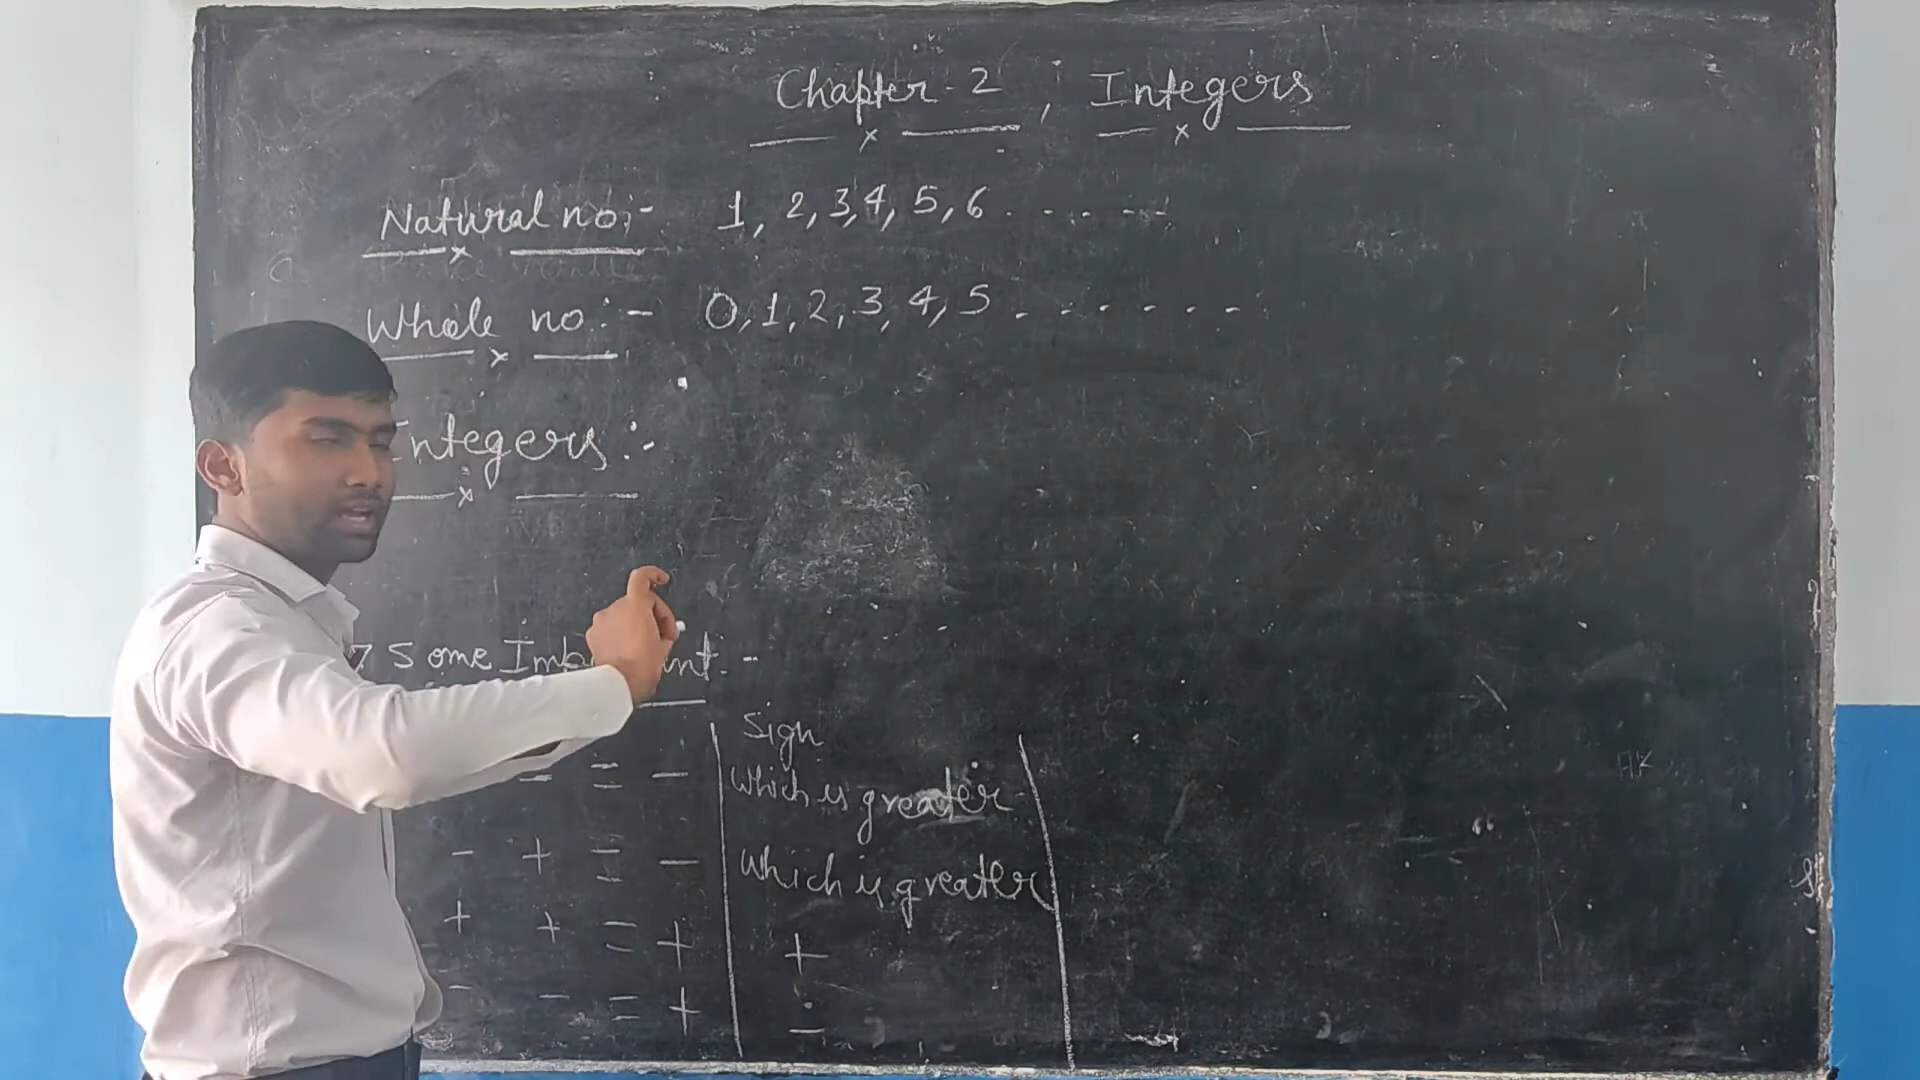 Chapter - 2 , Integers
Natural no:- 1, 2, 3, 4, 5, 6 . . . . . .
Whole no:- 0, 1, 2, 3, 4, 5 . . . . . .
Integers :-
Some :-
Sign
- = - which is greater
- + = - which is greater
+ + = + +
- - = + -